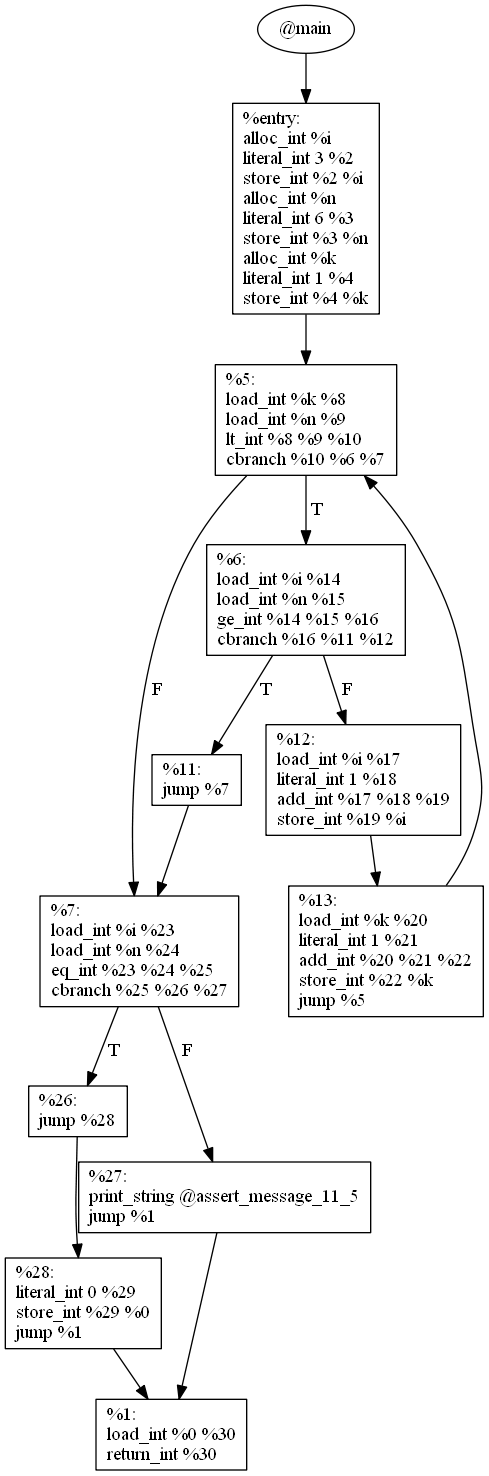 @main
%entry:
alloc_int %i
literal_int 3 %2
store_int %2 %i
alloc_int %n
literal_int 6 %3
store_int %3 %n
alloc_int %k
literal_int 1 %4
store_int %4 %k
%5:
load_int %k %8
load_int %n %9
lt_int %8 %9 %10
cbranch %10 %6 %7
T
%6:
load_int %i %14
load_int %n %15
ge_int %14 %15 %16
cbranch %16 %11 %12
F
T
F
%12:
load_int %i %17
literal_int 1 %18
add_int %17 %18 %19
store_int %19 %i
%11:
jump %7
%13:
load_int %k %20
literal_int 1 %21
add_int %20 %21 %22
store_int %22 %k
jump %5
%7:
load_int %i %23
load_int %n %24
eq_int %23 %24 %25
cbranch %25 %26 %27
T
F
%26:
jump %28
%27:
print_string @assert_message_11_5
jump %1
%28:
literal_int 0 %29
store_int %29 %0
jump %1
%1:
load_int %0 %30
return_int %30